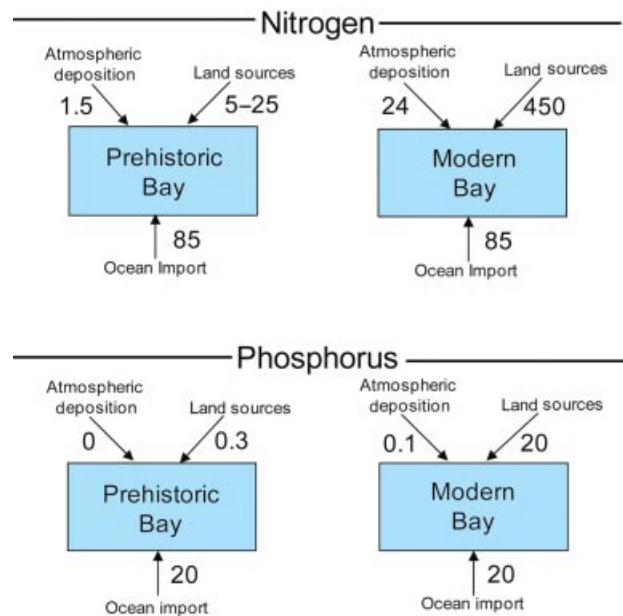 Nitrogen
Atmospheric
deposition
Land sources
1.5
5–25
Prehistoric
Bay
85
Ocean Import
Atmospheric
deposition
Land sources
24
450
Modern
Bay
85
Ocean Import
Phosphorus
Atmospheric
deposition
Land sources
0
0.3
Prehistoric
Bay
20
Ocean import
Atmospheric
deposition
Land sources
0.1
20
Modern
Bay
20
Ocean import